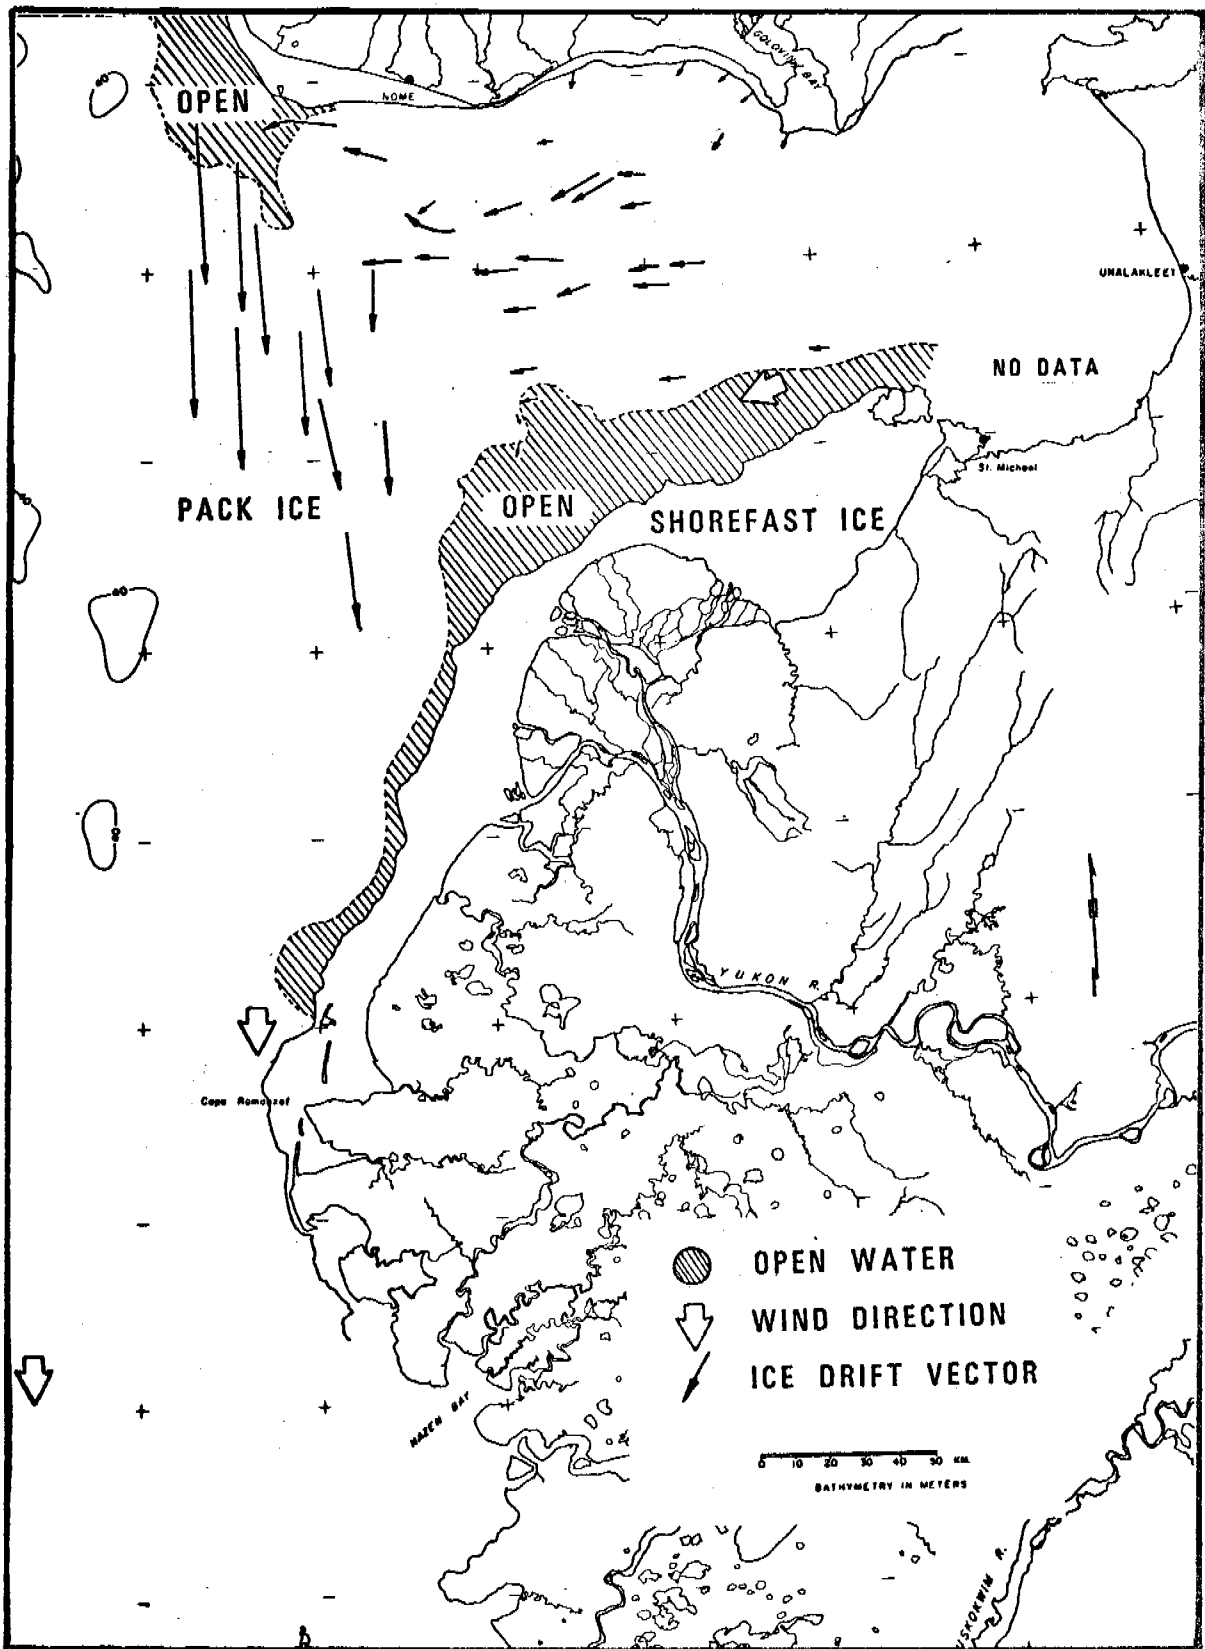 GOLOVIN BAY
OPEN
NOME
UNALAKLEET
NO DATA
St. Michael
PACK ICE
OPEN
SHOREFAST ICE
YUKON R.
Cape Romanzof
OPEN WATER
WIND DIRECTION
ICE DRIFT VECTOR
HAZEN BAY
0 10 20 30 40 50 KM.
BATHYMETRY IN METERS
USKOKWIM R.